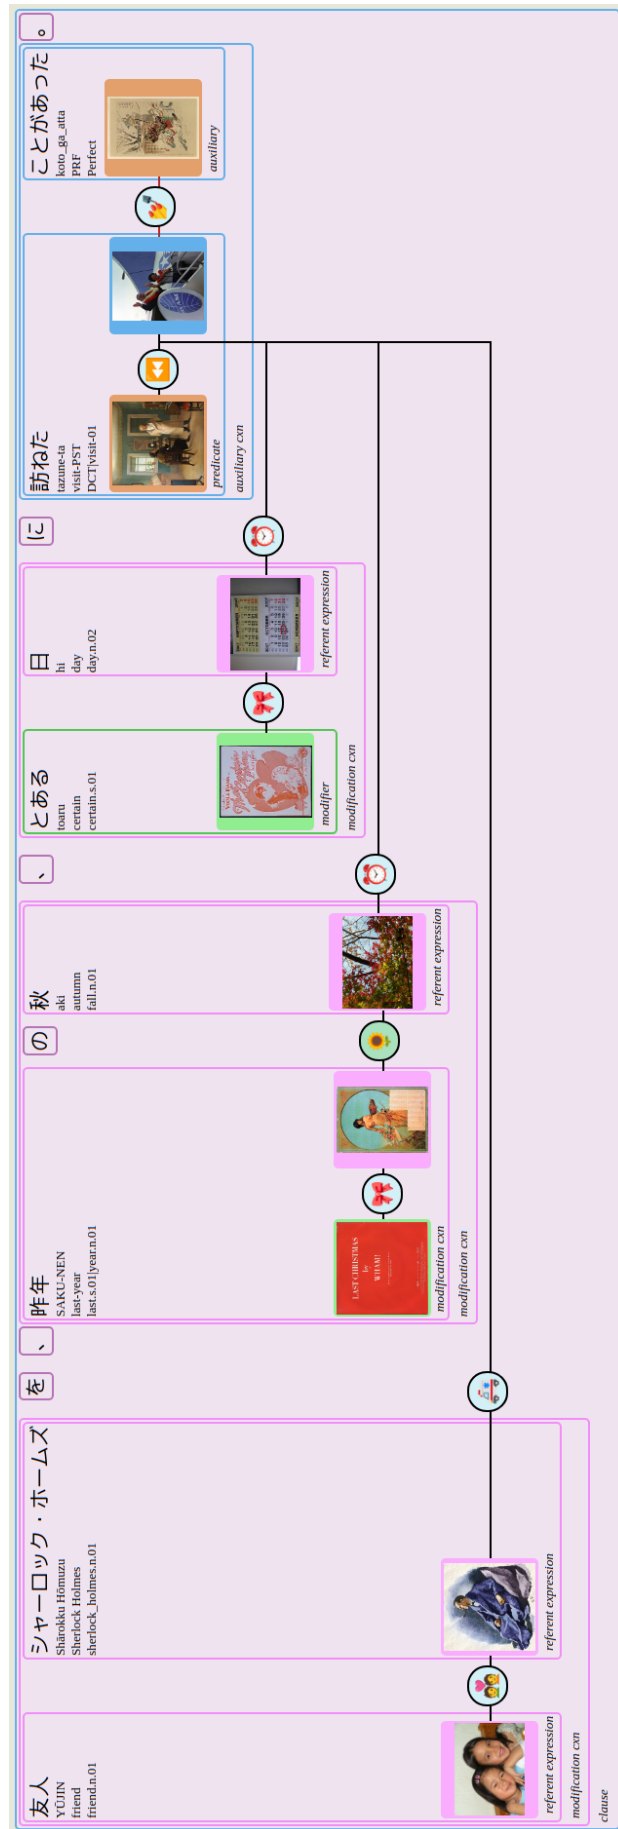 友人
YŪJIN
friend
friend.n.01
referent expression
シャーロック・ホームズ
Shārokku Hōmuzu
Sherlock Holmes
sherlock_holmes.n.01
referent expression
modification cxn
を
、
昨年
SAKU-NEN
last-year
last.s.01|year.n.01
LAST CHRISTMAS
by
WHAM!
modification cxn
の
秋
aki
autumn
fall.n.01
referent expression
modification cxn
、
とある
toaru
certain
certain.s.01
modifier
日
hi
day
day.n.02
referent expression
modification cxn
に
訪ねた
tazune-ta
visit-PST
DCT|visit-01
predicate
ことがあった
koto_ga_atta
PRF
Perfect
auxiliary
auxiliary cxn
。
clause